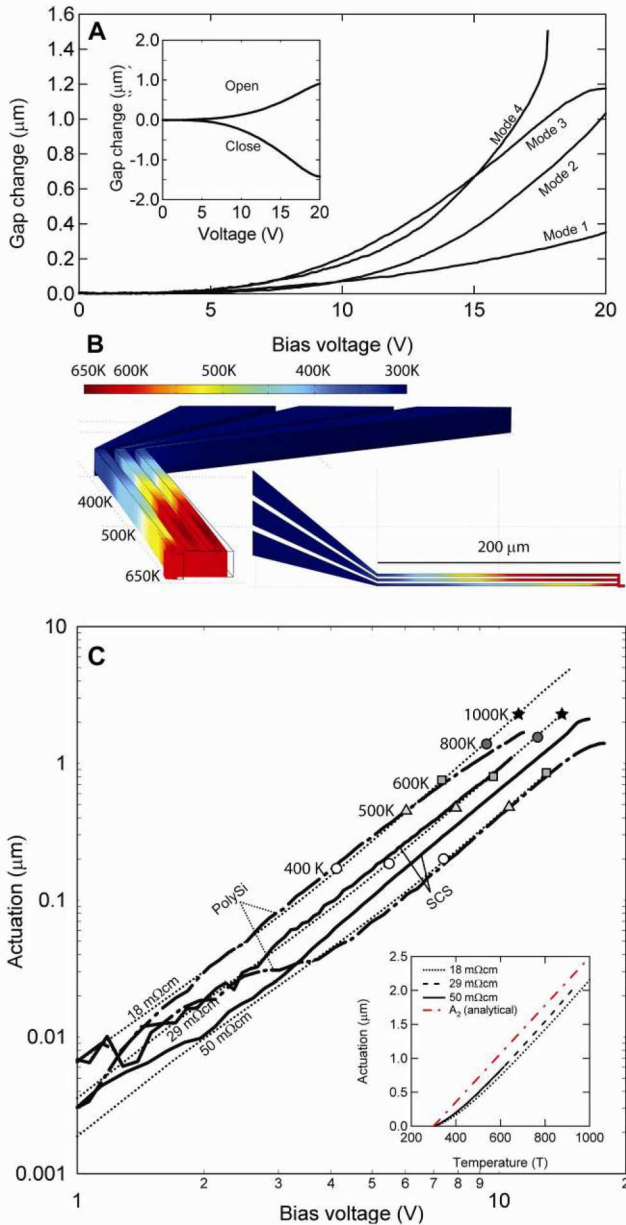 A
1.6
1.4
1.2
1.0
0.8
0.6
0.4
0.2
0.0
Gap change (μm)
2.0
1.0
0.0
-1.0
-2.0
Gap change (μm)
Open
Close
0 5 10 15 20
Voltage (V)
Mode 4
Mode 3
Mode 2
Mode 1
0 5 10 15 20
Bias voltage (V)
B
650K 600K 500K 400K 300K
400K
500K
650K
200 μm
C
10
1
0.1
0.01
0.001
Actuation (μm)
1000K
800K
600K
500K
400 K
PolySi
SCS
18 mΩcm
29 mΩcm
50 mΩcm
2.5
2.0
1.5
1.0
0.5
0.0
Actuation (μm)
18 mΩcm
29 mΩcm
50 mΩcm
A2 (analytical)
200 400 600 800 1000
Temperature (T)
1 2 3 4 5 6 7 8 9 10 2
Bias voltage (V)